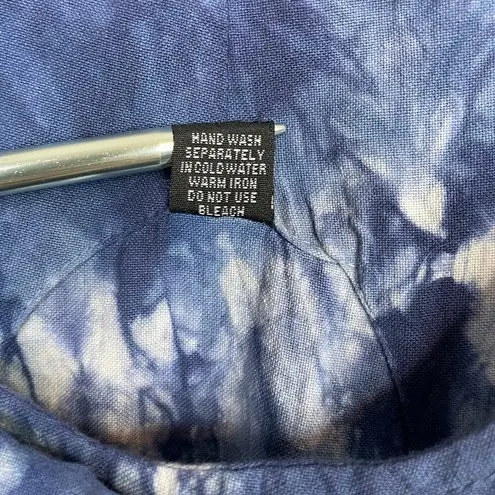 HAND WASH
SEPARATELY
IN COLD WATER
WARM IRON
DO NOT USE
BLEACH